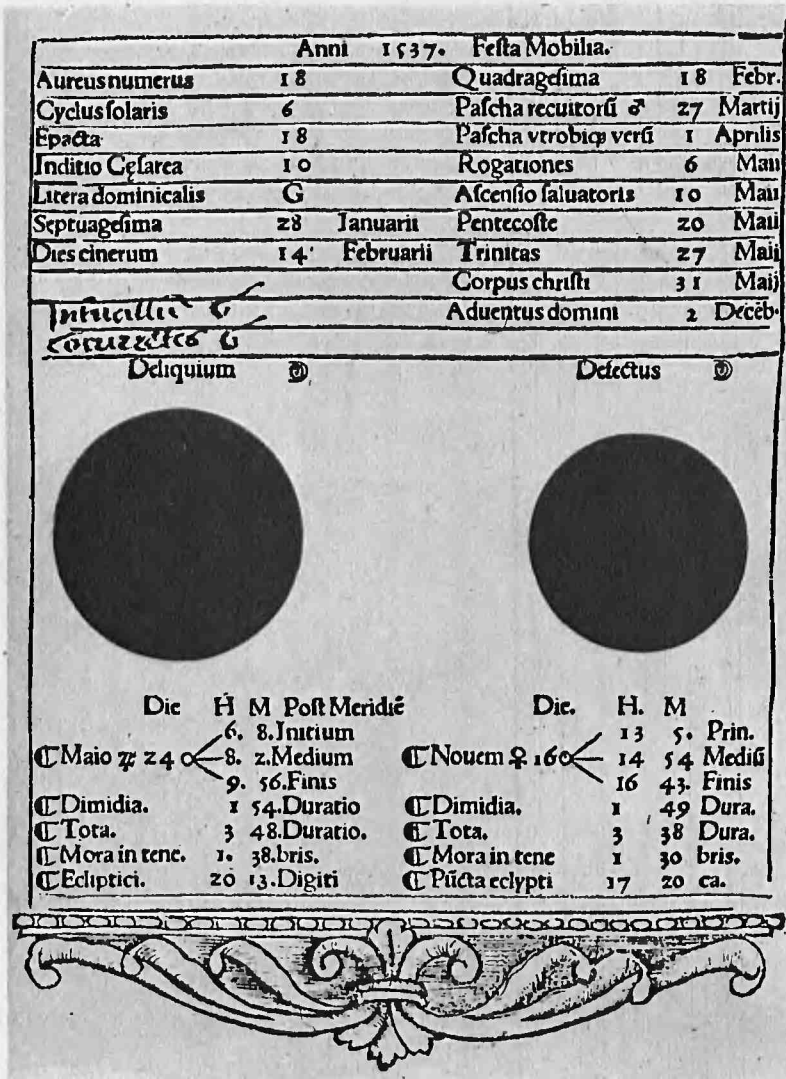 Anni 1537. Feſta Mobilia.
Aureus numerus 18 Quadrageſima 18 Febr.
Cyclus ſolaris 6 Paſcha recuitorũ ♂ 27 Martij
Epacta 18 Paſcha vtrobiqꝫ verũ 1 Aprilis
Inditio Ceſarea 10 Rogationes 6 Maii
Litera dominicalis G Aſcenſio ſaluatoris 10 Maii
Septuageſima 28 Januarii Pentecoſte 20 Maii
Dies cinerum 14 Februarii Trinitas 27 Maii
Corpus chriſti 31 Maij
Aduentus domini 2 Decẽb.
Deliquium Defectus
Die H M Poſt Meridiẽ Die. H. M
6. 8. Initium 13 5. Prin.
Maio ♃ 24 8. 2. Medium Nouem ♀ 16 14 54 Mediũ
9. 56. Finis 16 43. Finis
Dimidia. 1 54. Duratio Dimidia. 1 49 Dura.
Tota. 3 48. Duratio. Tota. 3 38 Dura.
Mora in tene. 1. 38. bris. Mora in tene 1 30 bris.
Ecliptici. 20 13. Digiti Pũcta eclypti 17 20 ca.